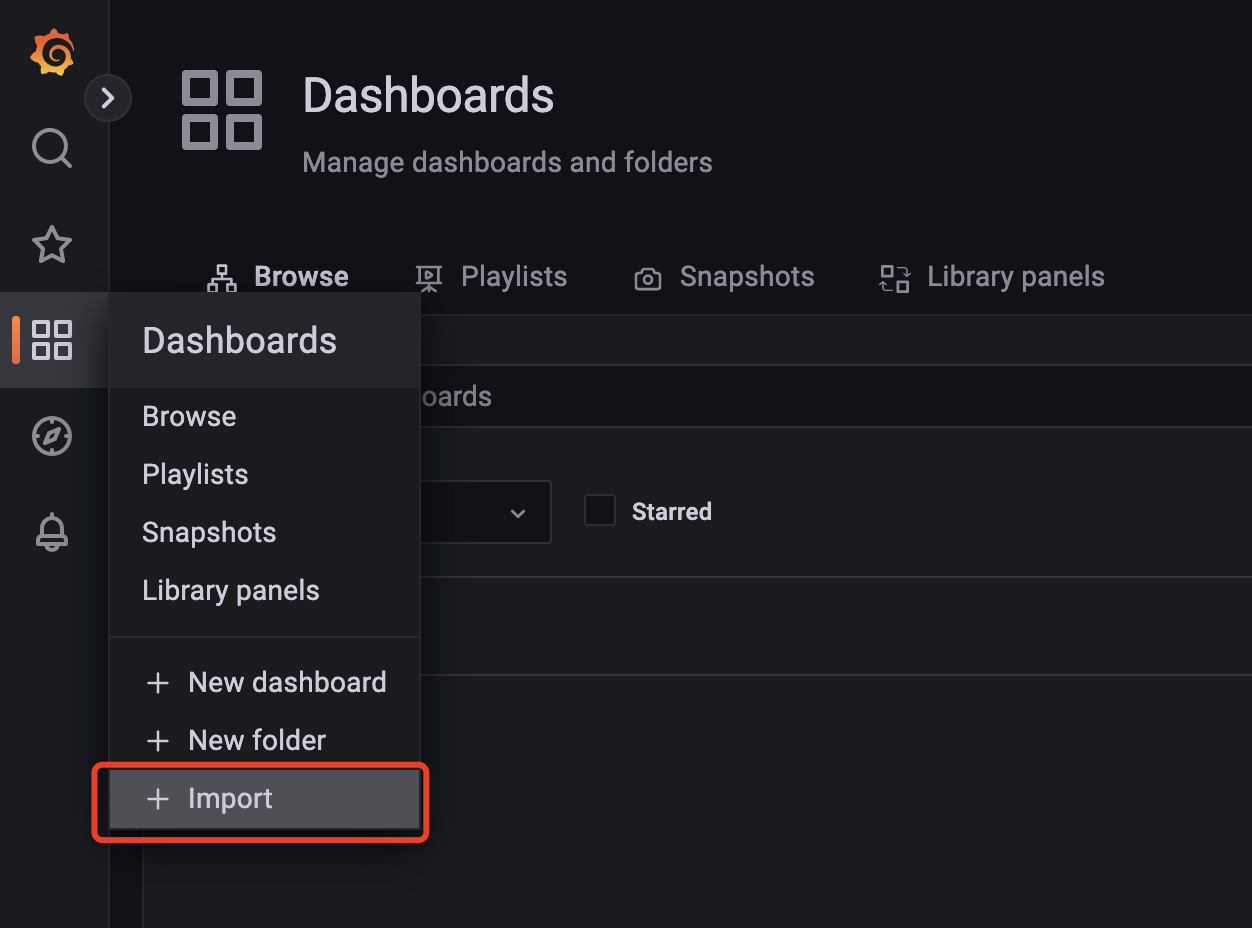 Dashboards
Manage dashboards and folders
Browse Playlists Snapshots Library panels
Dashboards
Browse
Playlists
Snapshots
Library panels
oards
Starred
+ New dashboard
+ New folder
+ Import